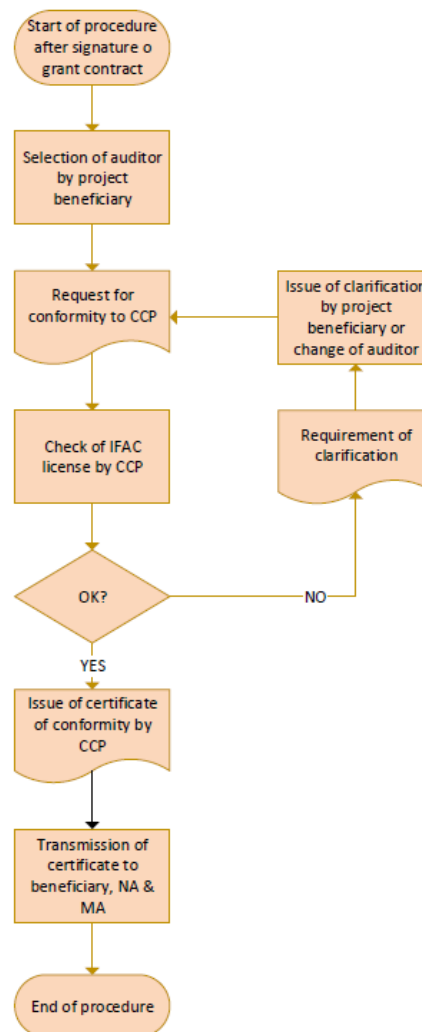 Start of procedure
after signature o
grant contract
Selection of auditor
by project
beneficiary
Request for
conformity to CCP
Issue of clarification
by project
beneficiary or
change of auditor
Check of IFAC
license by CCP
Requirement of
clarification
OK?
NO
YES
Issue of certificate
of conformity by
CCP
Transmission of
certificate to
beneficiary, NA &
MA
End of procedure